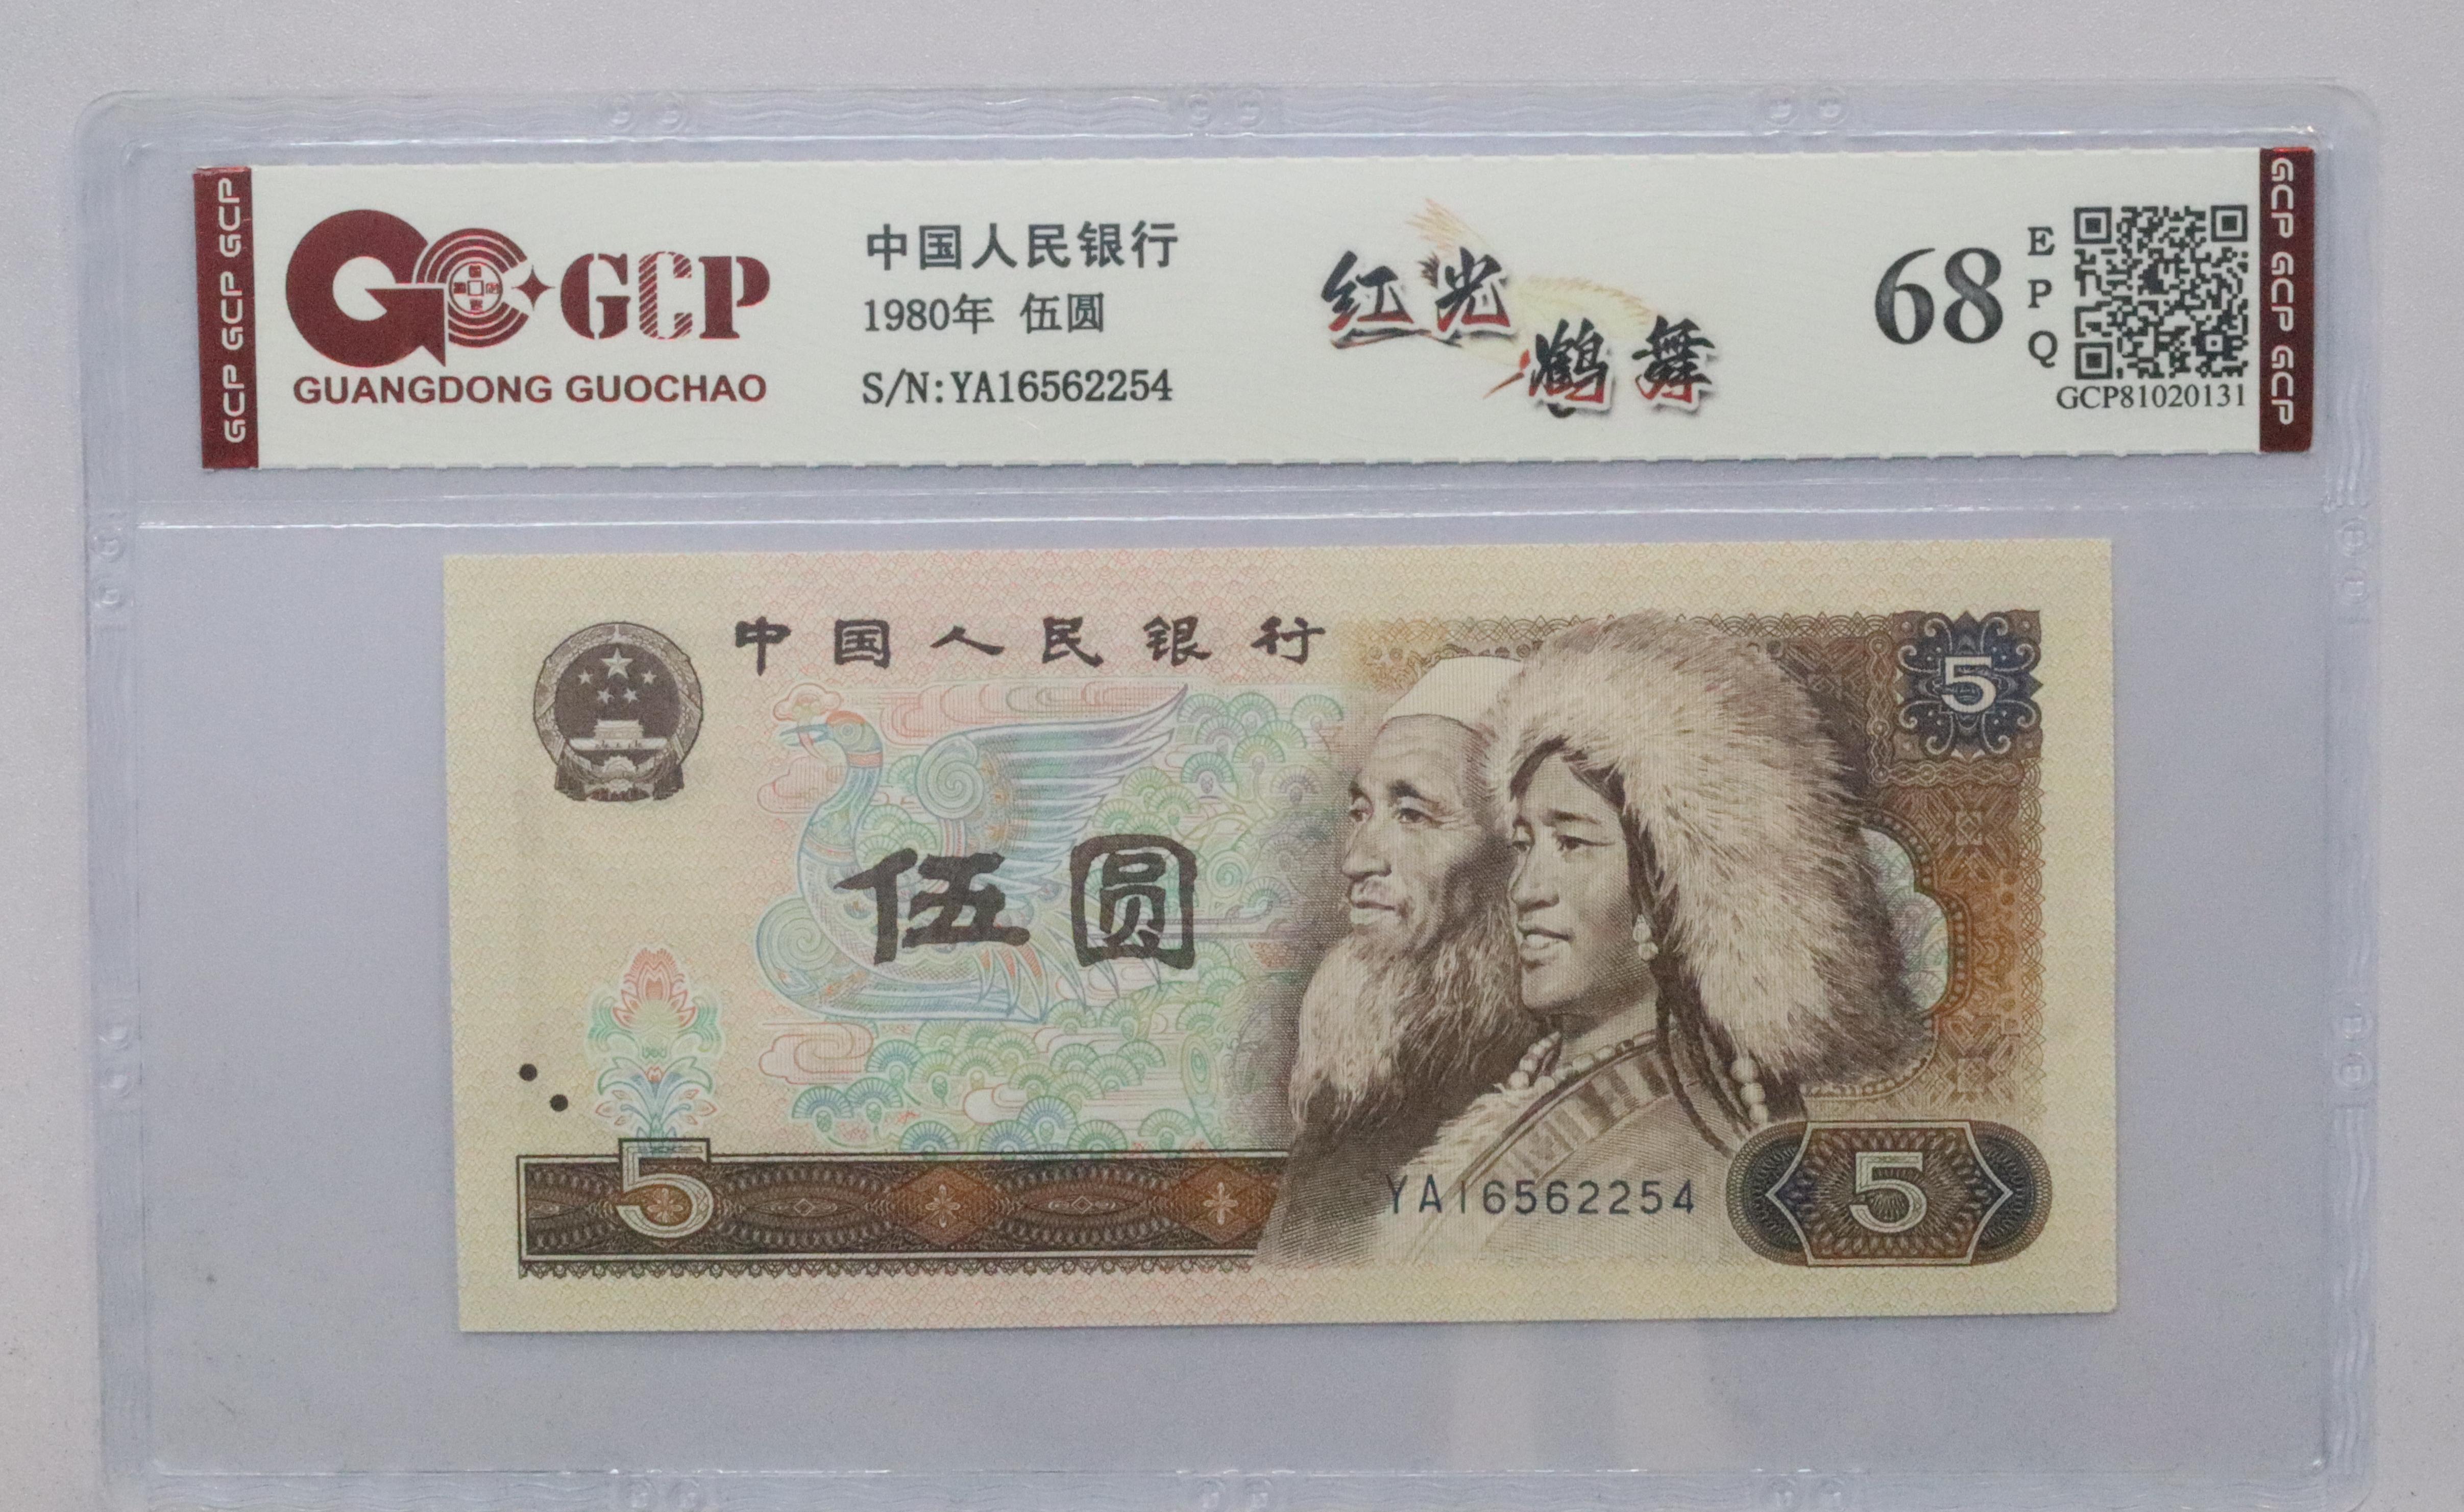 GCP GCP GCP
GCP
GUANGDONG GUOCHAO
中国人民银行
1980年 伍圆
S/N:YA16562254
红光
鹤舞
68
E
P
Q
GCP81020131
GCP GCP GCP
中国人民银行
5
伍圆
5
YA16562254
5